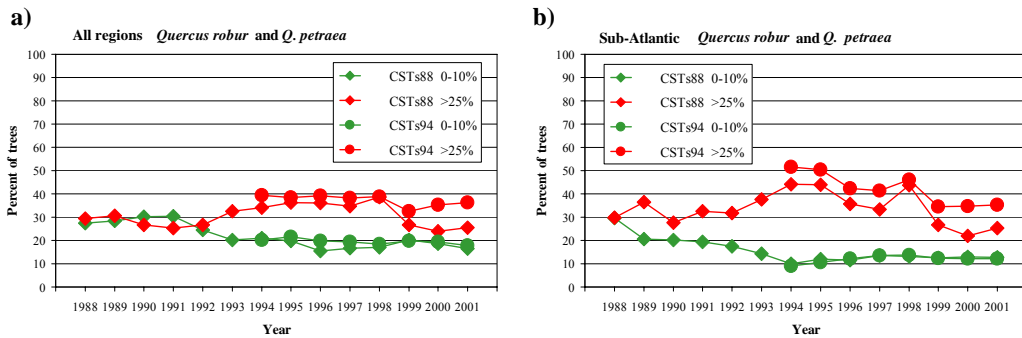 a)
All regions Quercus robur and Q. petraea
100
90
80
70
60
50
40
30
20
10
0
Percent of trees
CSTs88 0-10%
CSTs88 >25%
CSTs94 0-10%
CSTs94 >25%
1988 1989 1990 1991 1992 1993 1994 1995 1996 1997 1998 1999 2000 2001
Year
b)
Sub-Atlantic Quercus robur and Q. petraea
100
90
80
70
60
50
40
30
20
10
0
Percent of trees
CSTs88 0-10%
CSTs88 >25%
CSTs94 0-10%
CSTs94 >25%
1988 1989 1990 1991 1992 1993 1994 1995 1996 1997 1998 1999 2000 2001
Year